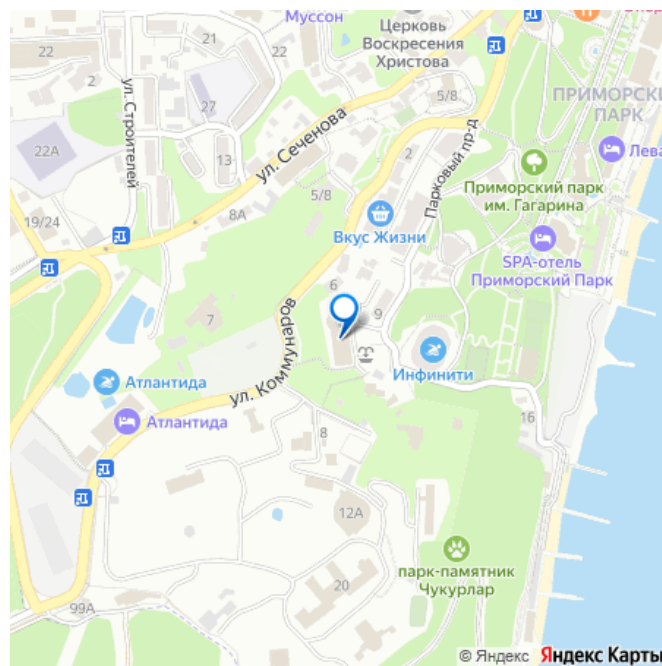 Муссон
22
21
Церковь
Воскресения
Христова
2
ул. Строителей
27
5/8
ПРИМОРСКИ
ПАРК
22А
ул. Сеченова
13
2
Парковый пр-д
Лева
Приморский парк
им. Гагарина
5/8
8А
19/24
Вкус Жизни
SPA-отель
Приморский Парк
6
7
9
ул. Коммунаров
Атлантида
Инфинити
Атлантида
16
8
12А
парк-памятник
Чукурлар
20
99А
© Яндекс Яндекс Карты